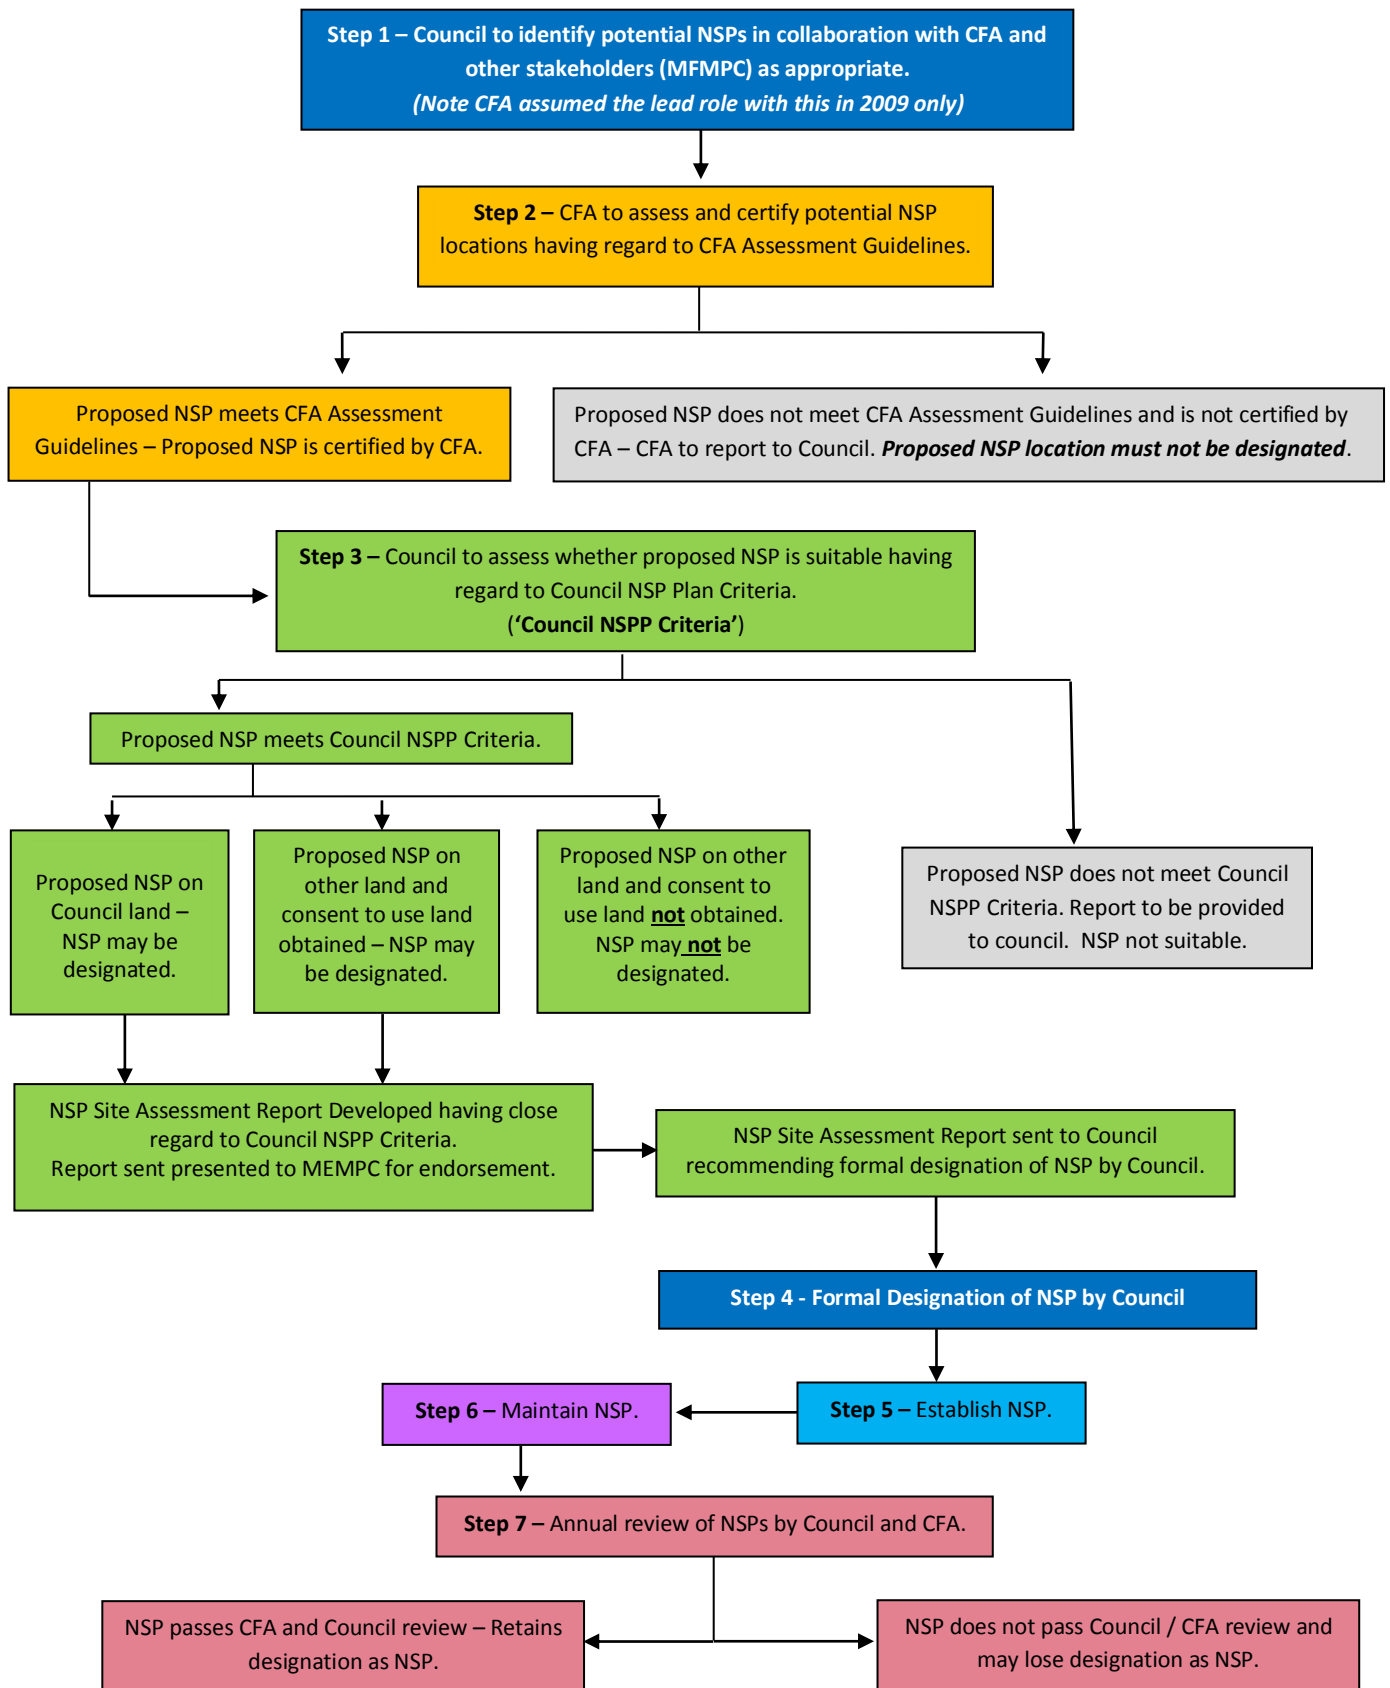 Step 1 – Council to identify potential NSPs in collaboration with CFA and
other stakeholders (MFMPC) as appropriate.
(Note CFA assumed the lead role with this in 2009 only)
Step 2 – CFA to assess and certify potential NSP
locations having regard to CFA Assessment Guidelines.
Proposed NSP meets CFA Assessment
Guidelines – Proposed NSP is certified by CFA.
Proposed NSP does not meet CFA Assessment Guidelines and is not certified by
CFA – CFA to report to Council. Proposed NSP location must not be designated.
Step 3 – Council to assess whether proposed NSP is suitable having
regard to Council NSP Plan Criteria.
(‘Council NSPP Criteria’)
Proposed NSP meets Council NSPP Criteria.
Proposed NSP on
Council land –
NSP may be
designated.
Proposed NSP on
other land and
consent to use land
obtained – NSP may
be designated.
Proposed NSP on other
land and consent to
use land not obtained.
NSP may not be
designated.
Proposed NSP does not meet Council
NSPP Criteria. Report to be provided
to council.  NSP not suitable.
NSP Site Assessment Report Developed having close
regard to Council NSPP Criteria.
Report sent presented to MEMPC for endorsement.
NSP Site Assessment Report sent to Council
recommending formal designation of NSP by Council.
Step 4 - Formal Designation of NSP by Council
Step 6 – Maintain NSP.
Step 5 – Establish NSP.
Step 7 – Annual review of NSPs by Council and CFA.
NSP passes CFA and Council review – Retains
designation as NSP.
NSP does not pass Council / CFA review and
may lose designation as NSP.